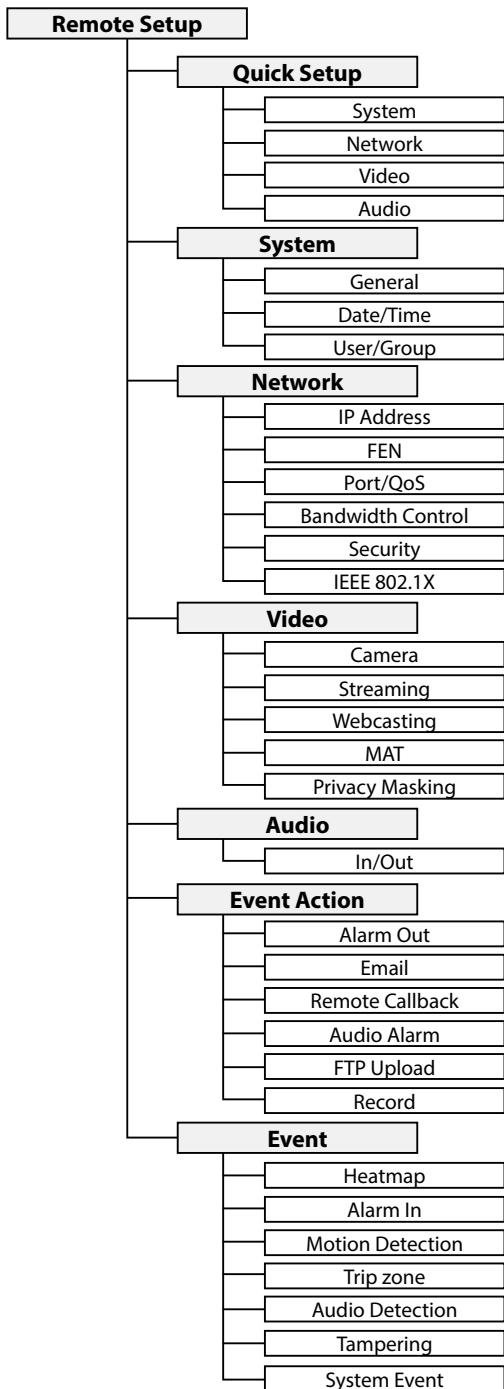 Remote Setup
Quick Setup
System
Network
Video
Audio
System
General
Date/Time
User/Group
Network
IP Address
FEN
Port/QoS
Bandwidth Control
Security
IEEE 802.1X
Video
Camera
Streaming
Webcasting
MAT
Privacy Masking
Audio
In/Out
Event Action
Alarm Out
Email
Remote Callback
Audio Alarm
FTP Upload
Record
Event
Heatmap
Alarm In
Motion Detection
Trip zone
Audio Detection
Tampering
System Event